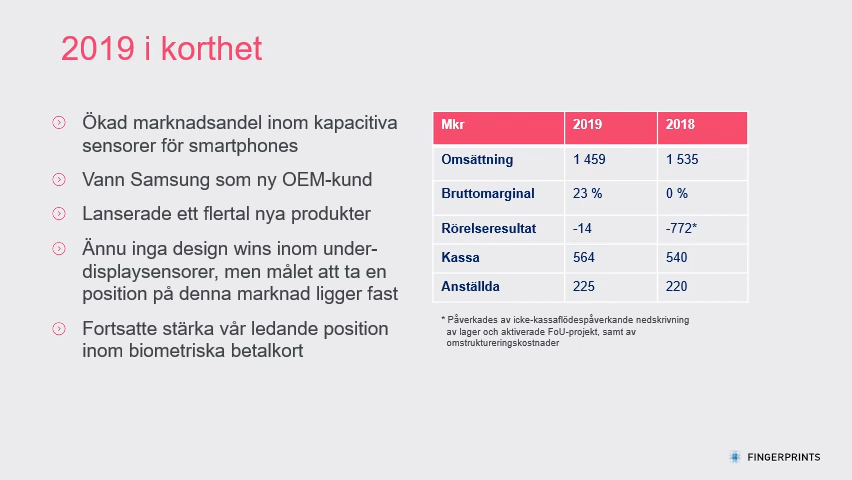 2019 i korthet
Ökad marknadsandel inom kapacitiva
sensorer för smartphones
Vann Samsung som ny OEM-kund
Lanserade ett flertal nya produkter
Ännu inga design wins inom under-
displaysensorer, men målet att ta en
position på denna marknad ligger fast
Fortsatte stärka vår ledande position
inom biometriska betalkort
Mkr 2019 2018
Omsättning 1 459 1 535
Bruttomarginal 23 % 0 %
Rörelseresultat -14 -772*
Kassa 564 540
Anställda 225 220
* Påverkades av icke-kassaflödespåverkande nedskrivning
av lager och aktiverade FoU-projekt, samt av
omstruktureringskostnader
FINGERPRINTS